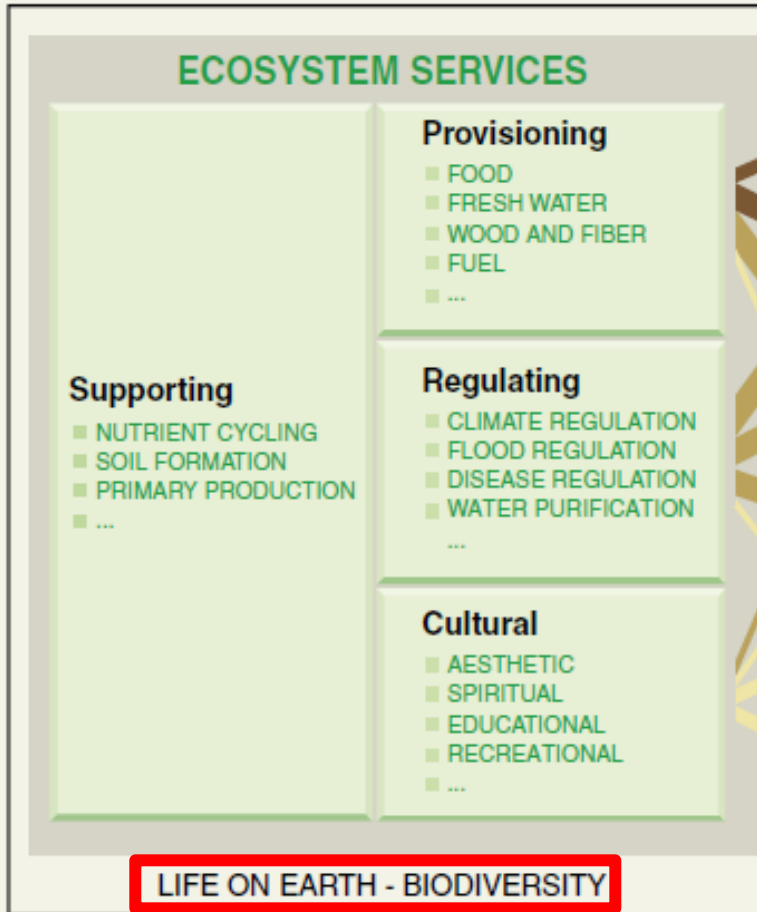 ECOSYSTEM SERVICES
Supporting
NUTRIENT CYCLING
SOIL FORMATION
PRIMARY PRODUCTION
...
Provisioning
FOOD
FRESH WATER
WOOD AND FIBER
FUEL
...
Regulating
CLIMATE REGULATION
FLOOD REGULATION
DISEASE REGULATION
WATER PURIFICATION
...
Cultural
AESTHETIC
SPIRITUAL
EDUCATIONAL
RECREATIONAL
...
LIFE ON EARTH - BIODIVERSITY